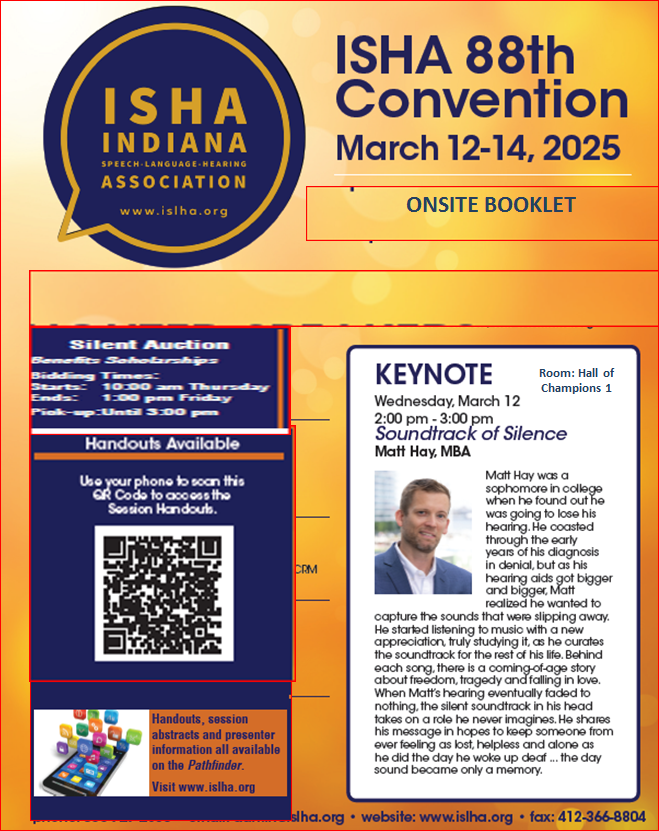 ISHA
INDIANA
SPEECH-LANGUAGE-HEARING
ASSOCIATION
www.islha.org
ISHA 88th
Convention
March 12-14, 2025
ONSITE BOOKLET
Silent Auction
Benefits Scholarships
Bidding Times:
Starts: 10:00 am Thursday
Ends: 1:00 pm Friday
Pick-up:Until 3:00 pm
Handouts Available
Use your phone to scan this
QR Code to access the
Session Handouts.
CRM
Handouts, session
abstracts and presenter
information all available
on the Pathfinder.
Visit www.islha.org
KEYNOTE
Room: Hall of
Champions 1
Wednesday, March 12
2:00 pm - 3:00 pm
Soundtrack of Silence
Matt Hay, MBA
Matt Hay was a
sophomore in college
when he found out he
was going to lose his
hearing. He coasted
through the early
years of his diagnosis
in denial, but as his
hearing aids got bigger
and bigger, Matt
realized he wanted to
capture the sounds that were slipping away.
He started listening to music with a new
appreciation, truly studying it, as he curates
the soundtrack for the rest of his life. Behind
each song, there is a coming-of-age story
about freedom, tragedy and falling in love.
When Matt's hearing eventually faded to
nothing, the silent soundtrack in his head
takes on a role he never imagines. He shares
his message in hopes to keep someone from
ever feeling as lost, helpless and alone as
he did the day he woke up deaf ... the day
sound became only a memory.
islha.org • website: www.islha.org • fax: 412-366-8804